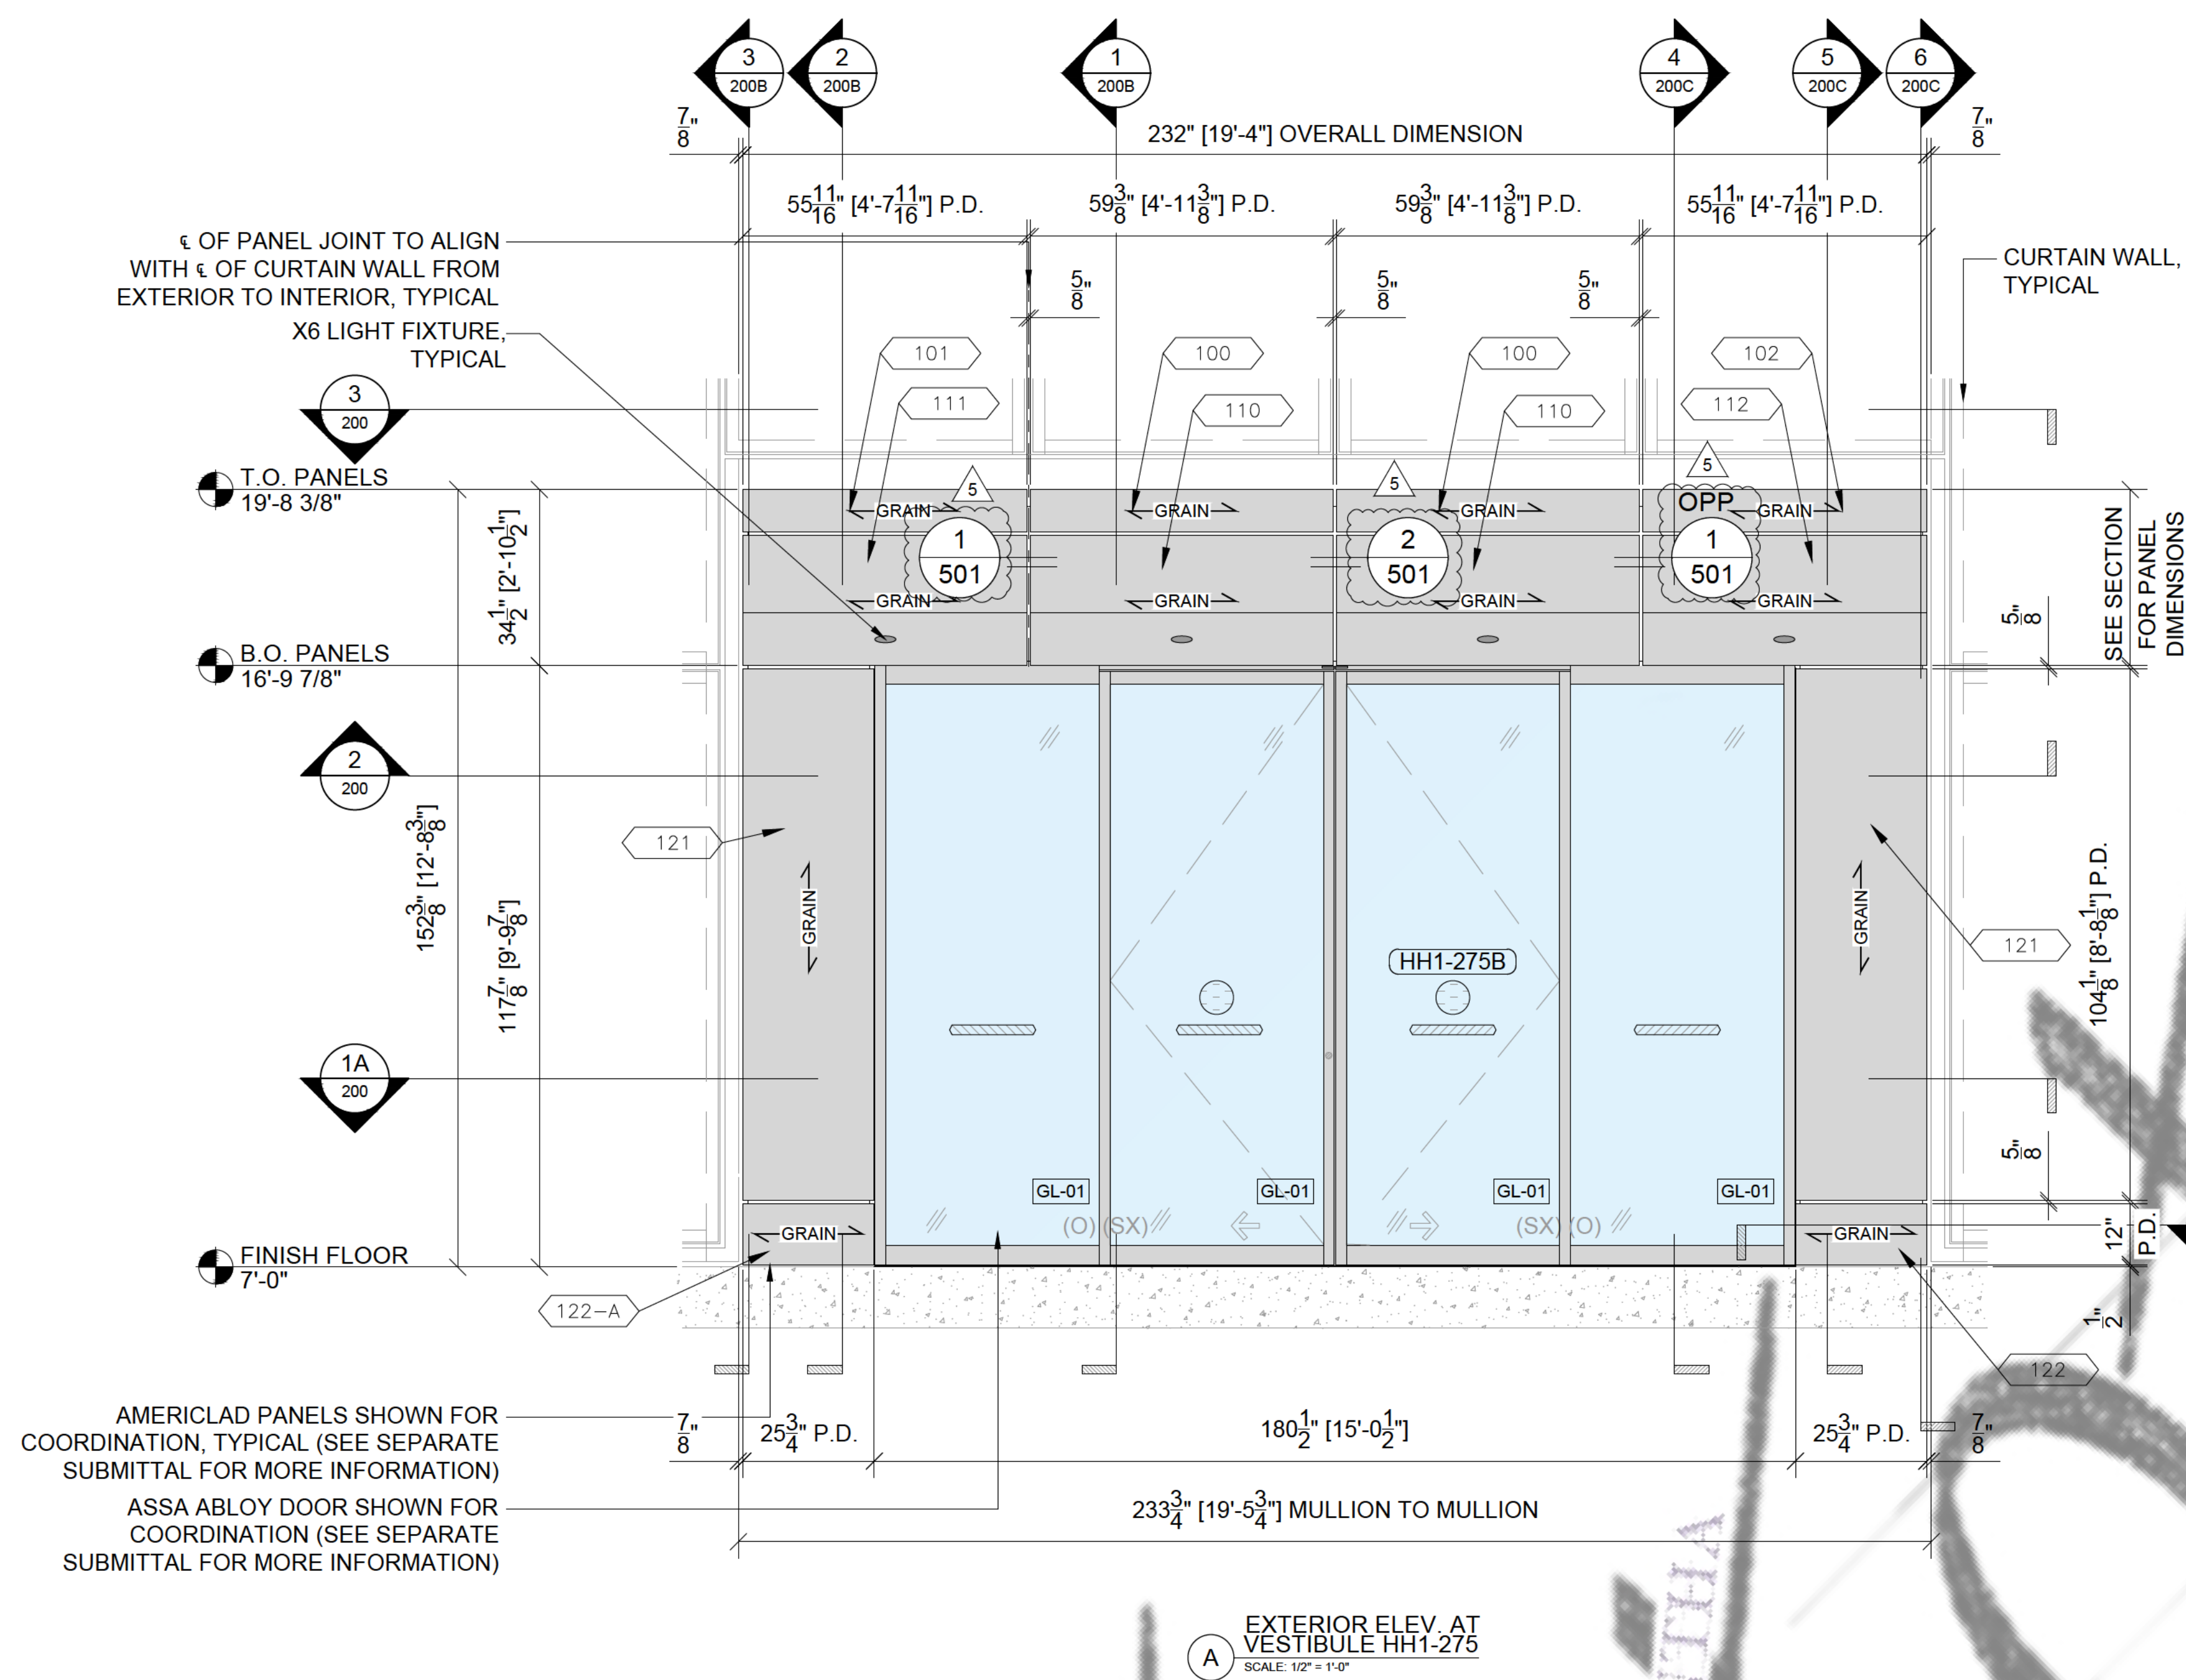 3
200B
2
200B
1
200B
4
200C
5
200C
6
200C
7/8"
232" [19'-4"] OVERALL DIMENSION
7/8"
55 11/16" [4'-7 11/16"] P.D.
59 3/8" [4'-11 3/8"] P.D.
59 3/8" [4'-11 3/8"] P.D.
55 11/16" [4'-7 11/16"] P.D.
℄ OF PANEL JOINT TO ALIGN
WITH ℄ OF CURTAIN WALL FROM
EXTERIOR TO INTERIOR, TYPICAL
5/8"
5/8"
5/8"
CURTAIN WALL,
TYPICAL
X6 LIGHT FIXTURE,
TYPICAL
101
100
100
102
111
110
110
112
3
200
T.O. PANELS
19'-8 3/8"
5
5
5
GRAIN
GRAIN
GRAIN
OPP
GRAIN
1
501
2
501
1
501
GRAIN
GRAIN
GRAIN
GRAIN
34 1/2" [2'-10 1/2"]
SEE SECTION
FOR PANEL
DIMENSIONS
5/8"
B.O. PANELS
16'-9 7/8"
2
200
121
152 3/8" [12'-8 3/8"]
117 7/8" [9'-9 7/8"]
GRAIN
GRAIN
HH1-275B
121
104 1/8" [8'-8 1/8"] P.D.
1A
200
5/8"
GL-01
GL-01
GL-01
GL-01
(O) (SX)
(SX) (O)
GRAIN
GRAIN
12"
P.D.
FINISH FLOOR
7'-0"
122-A
1/2"
122
AMERICLAD PANELS SHOWN FOR
COORDINATION, TYPICAL (SEE SEPARATE
SUBMITTAL FOR MORE INFORMATION)
7/8"
25 3/4" P.D.
180 1/2" [15'-0 1/2"]
25 3/4" P.D.
7/8"
ASSA ABLOY DOOR SHOWN FOR
COORDINATION (SEE SEPARATE
SUBMITTAL FOR MORE INFORMATION)
233 3/4" [19'-5 3/4"] MULLION TO MULLION
A
EXTERIOR ELEV. AT
VESTIBULE HH1-275
SCALE: 1/2" = 1'-0"